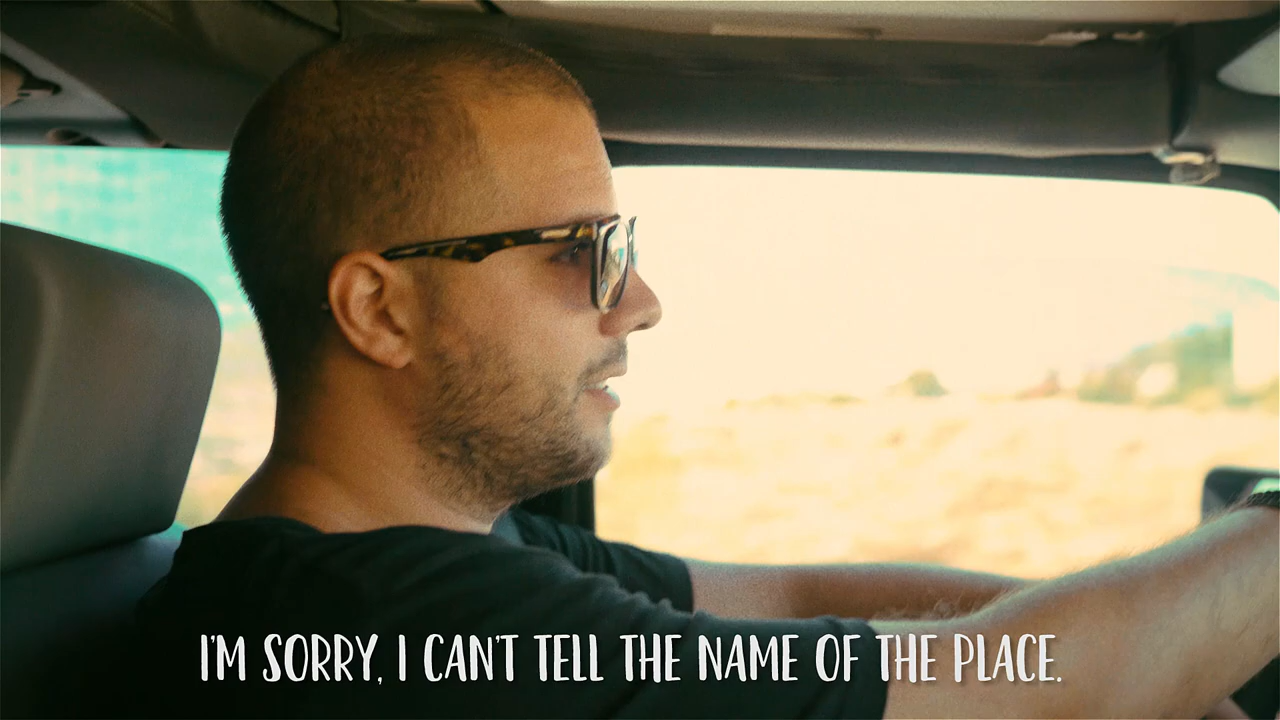 I'M SORRY, I CAN'T TELL THE NAME OF THE PLACE.